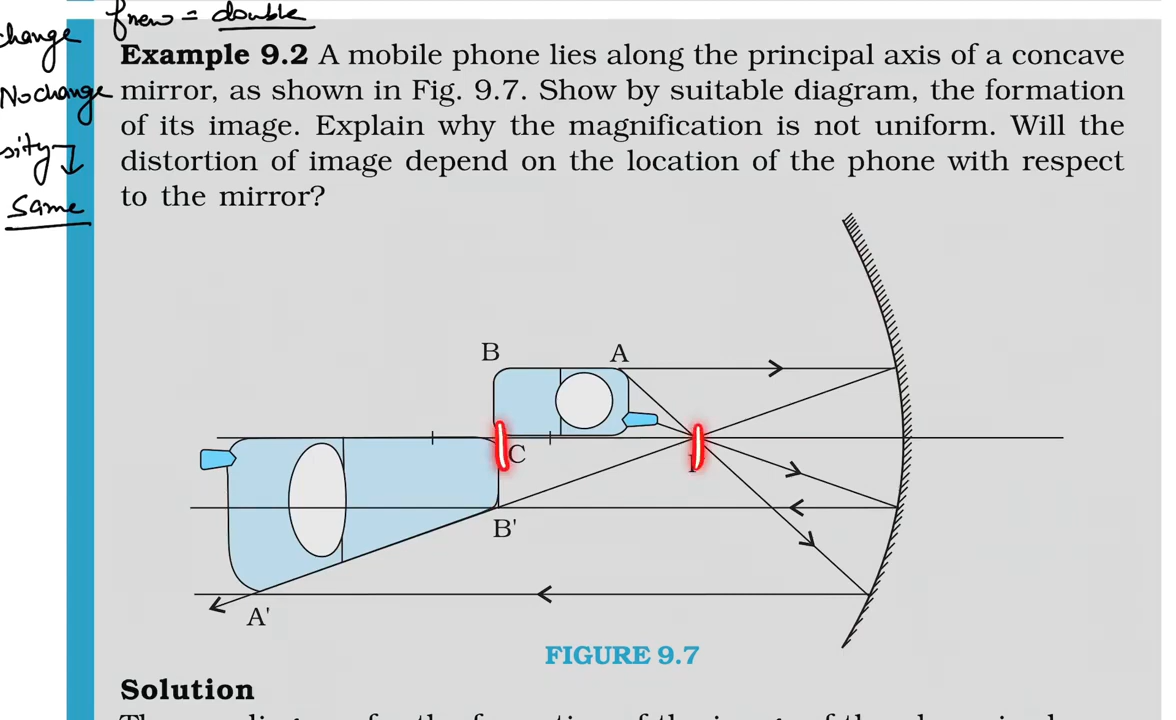 fnew = double
change
No change
sity ↓
same
Example 9.2 A mobile phone lies along the principal axis of a concave
mirror, as shown in Fig. 9.7. Show by suitable diagram, the formation
of its image. Explain why the magnification is not uniform. Will the
distortion of image depend on the location of the phone with respect
to the mirror?
B A
C
B'
A'
FIGURE 9.7
Solution